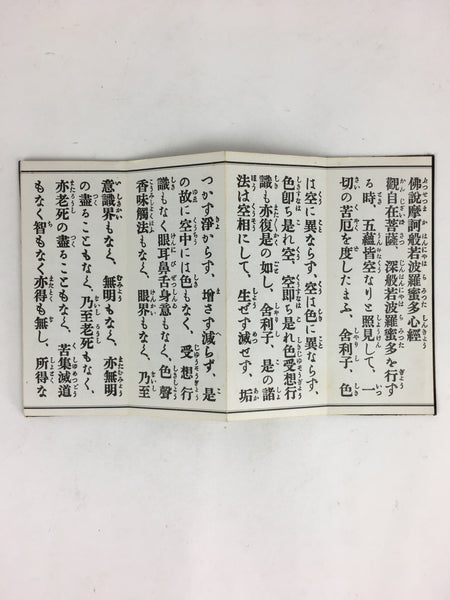 佛說摩訶般若波羅蜜多心經
觀自在菩薩、深般若波羅蜜多を行ず
る時、五蘊皆空なりと照見して、一
切の苦厄を度したまふ、舍利子、色
は空に異ならず、空は色に異ならず、
色即ち是れ空、空即ち是れ色受想行
識も亦復是の如し、舍利子、是の諸
法は空相にして、生ぜず滅せず、垢
つかず淨からず、增さず減らず、是
の故に空中には色もなく、受想行
識もなく眼耳鼻舌身意もなく、色聲
香味觸法もなく、眼界もなく、乃至
意識界もなく、無明もなく、亦無明
の盡ることもなく、乃至老死もなく、
亦老死の盡ることもなく、苦集滅道
もなく智もなく亦得も無し、所得な